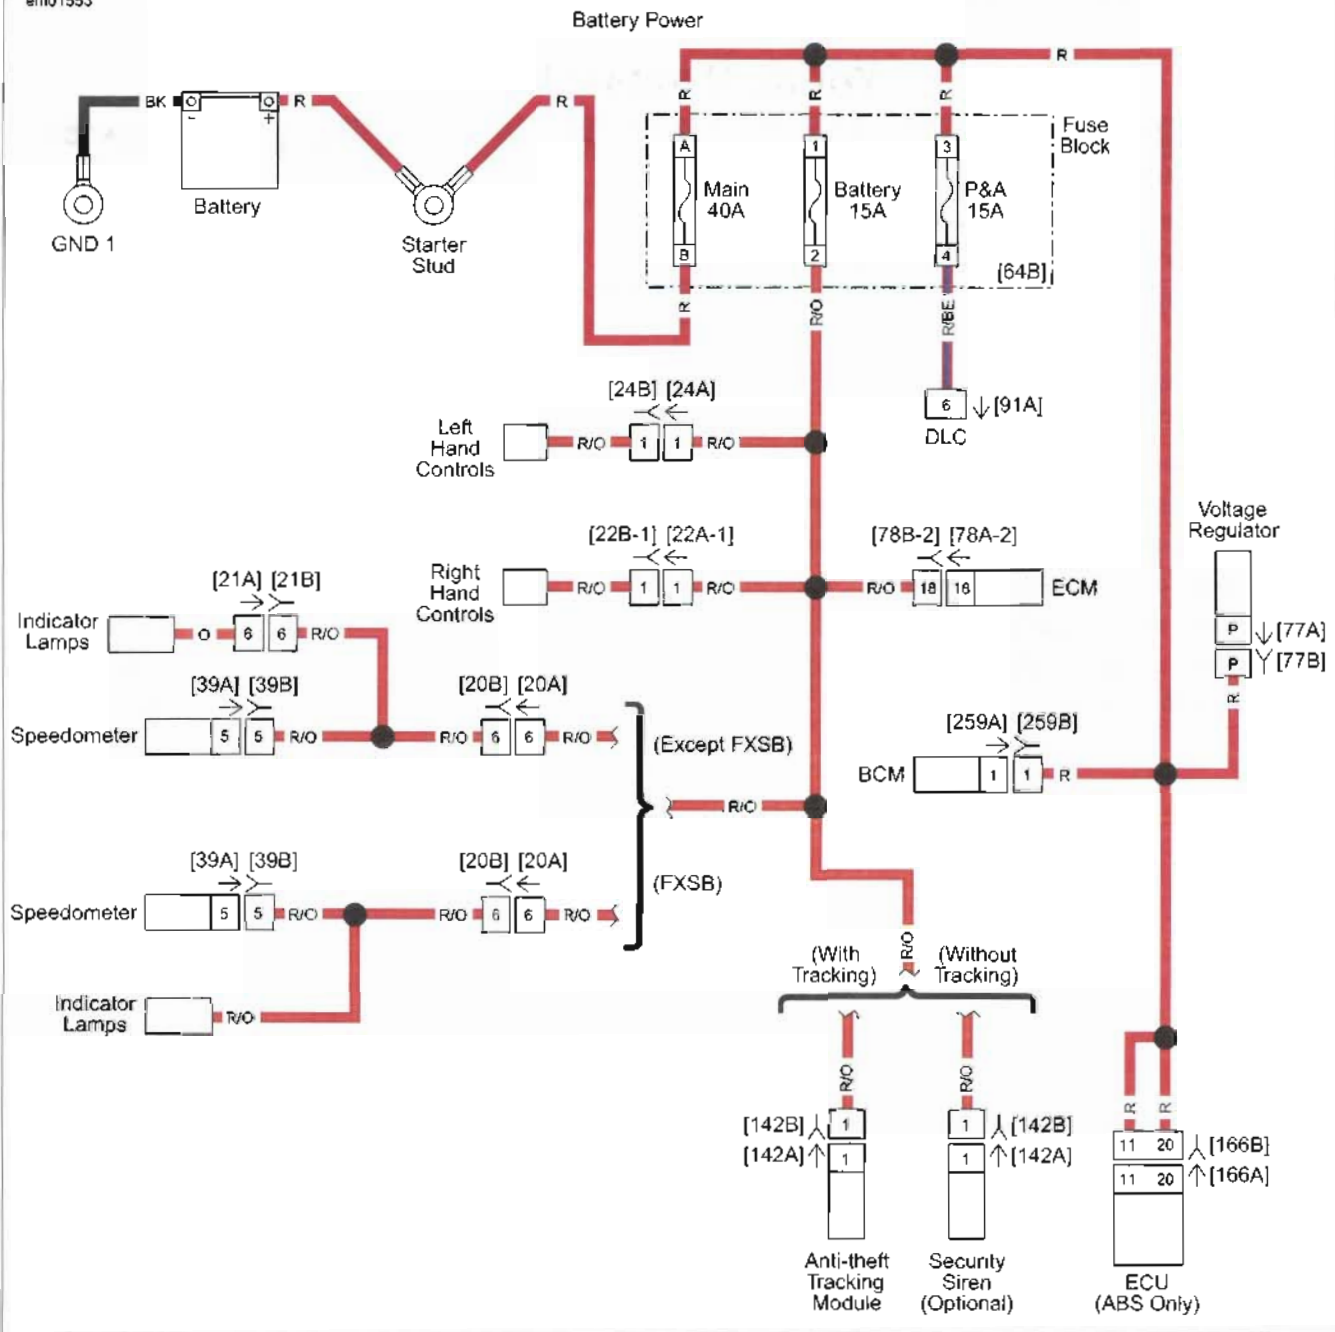 em01553
Battery Power
R
BK
R
R
R
R
R
- +
Battery
GND 1
Starter
Stud
Fuse
Block
A
1
3
Main
40A
Battery
15A
P&A
15A
B
2
4
[64B]
R
R/O
R/BE
6
[91A]
DLC
[24B] [24A]
Left
Hand
Controls
R/O
1
1
R/O
[22B-1] [22A-1]
Right
Hand
Controls
R/O
1
1
R/O
[78B-2] [78A-2]
R/O
18
ECM
Voltage
Regulator
P
[77A]
P
[77B]
R
[21A] [21B]
Indicator
Lamps
O
6
6
R/O
[39A] [39B]
[20B] [20A]
Speedometer
5
5
R/O
R/O
6
6
R/O
(Except FXSB)
[259A] [259B]
BCM
1
1
R
R/O
[39A] [39B]
[20B] [20A]
(FXSB)
Speedometer
5
5
R/O
R/O
6
6
R/O
Indicator
Lamps
R/O
R/O
(With
Tracking)
(Without
Tracking)
R/O
R/O
R
R
[142B]
1
1
[142B]
[142A]
1
1
[142A]
11 20
[166B]
11 20
[166A]
Anti-theft
Tracking
Module
Security
Siren
(Optional)
ECU
(ABS Only)